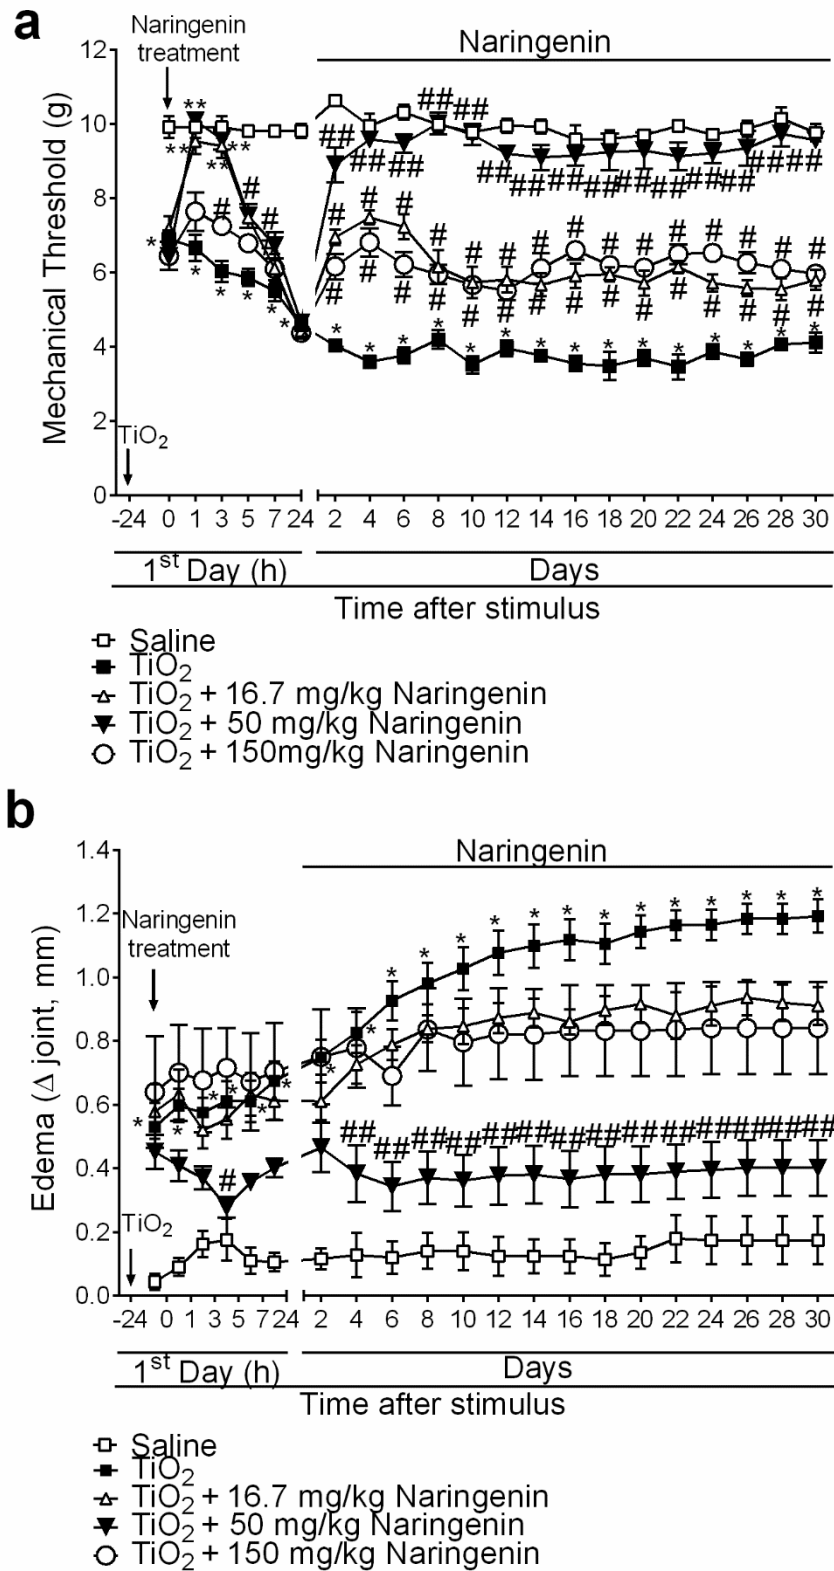 a
Naringenin
treatment
Naringenin
Mechanical Threshold (g)
12
10
8
6
4
2
0
** ** ** ** # # #
* * * * * *
## ## ## ## ## ## ## ## ## ## ## ## ## ## ##
# # # # # # # # # # # # # # #
# # # # # # # # # # # # # # #
* * * * * * * * * * * * * * *
TiO₂
-24 0 1 3 5 7 24 2 4 6 8 10 12 14 16 18 20 22 24 26 28 30
1st Day (h) Days
Time after stimulus
Saline
TiO₂
TiO₂ + 16.7 mg/kg Naringenin
TiO₂ + 50 mg/kg Naringenin
TiO₂ + 150mg/kg Naringenin
b
Naringenin
Naringenin
treatment
Edema (Δ joint, mm)
1.4
1.2
1.0
0.8
0.6
0.4
0.2
0.0
* * * * * * * * * * * * * * * * * * * * *
#
## ## ## ## ## ## ## ## ## ## ## ## ## ##
TiO₂
-24 0 1 3 5 7 24 2 4 6 8 10 12 14 16 18 20 22 24 26 28 30
1st Day (h) Days
Time after stimulus
Saline
TiO₂
TiO₂ + 16.7 mg/kg Naringenin
TiO₂ + 50 mg/kg Naringenin
TiO₂ + 150 mg/kg Naringenin